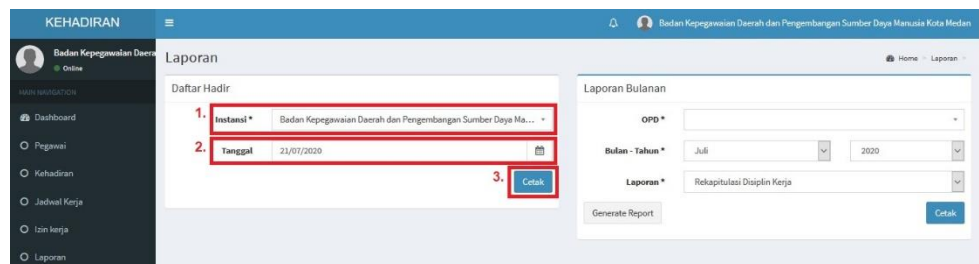 KEHADIRAN
Badan Kepegawaian Daerah dan Pengembangan Sumber Daya Manusia Kota Medan
Badan Kepegawaian Daera
Online
Laporan
Home > Laporan
MAIN NAVIGATION
Dashboard
Pegawai
Kehadiran
Jadwal Kerja
Izin kerja
Laporan
Daftar Hadir
1. Instansi * Badan Kepegawaian Daerah dan Pengembangan Sumber Daya Ma...
2. Tanggal 21/07/2020
3. Cetak
Laporan Bulanan
OPD *
Bulan - Tahun * Juli 2020
Laporan * Rekapitulasi Disiplin Kerja
Generate Report Cetak